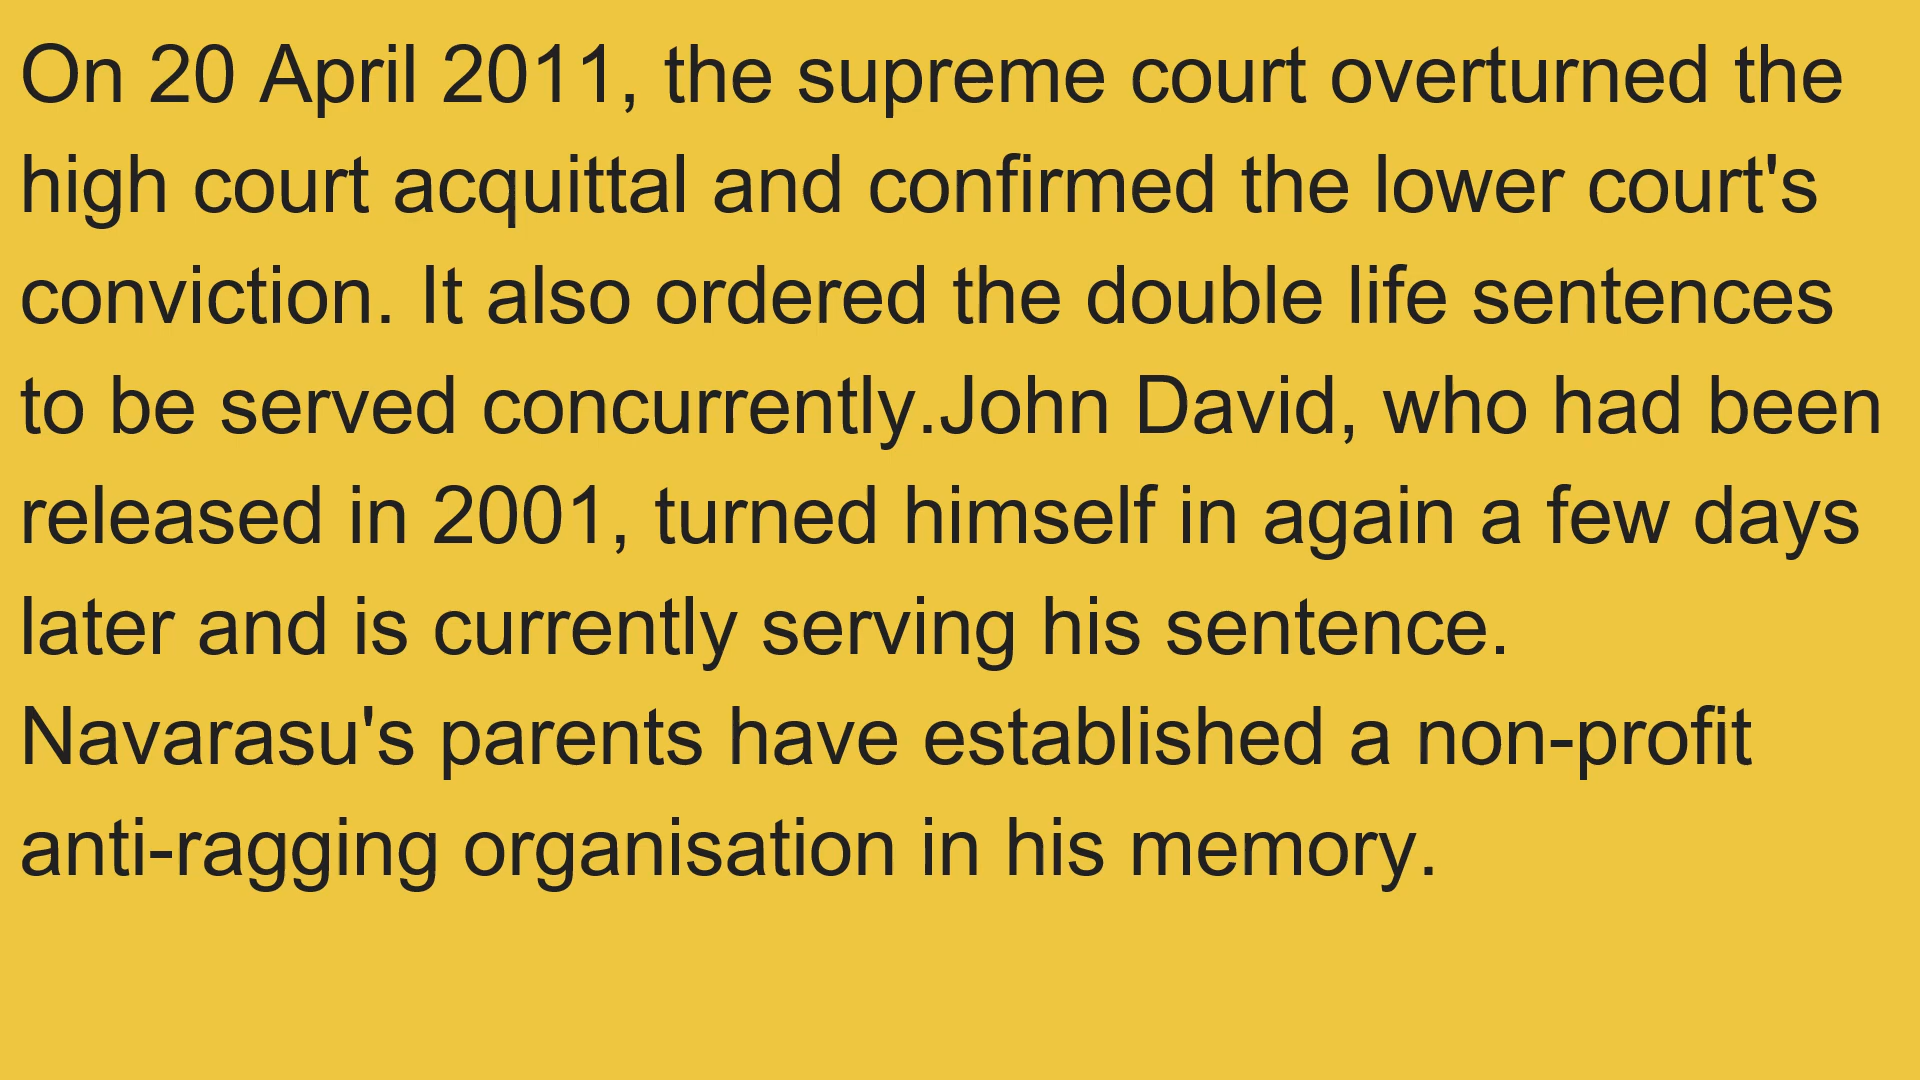 On 20 April 2011, the supreme court overturned the
high court acquittal and confirmed the lower court's
conviction. It also ordered the double life sentences
to be served concurrently.John David, who had been
released in 2001, turned himself in again a few days
later and is currently serving his sentence.
Navarasu's parents have established a non-profit
anti-ragging organisation in his memory.